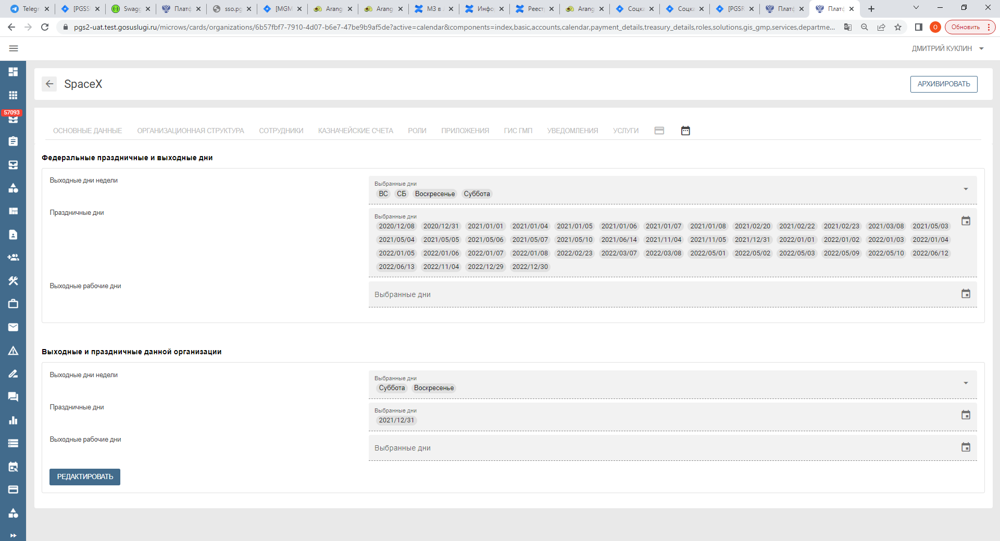 Telegr
[PGSS
Swagg
Платф
sso.pg
[MGM
Arang
Arang
МЗ в
Инфо
Реест
Arang
Соцка
Соцка
[PGSR
Платф
Платф
pgs2-uat.test.gosuslugi.ru/microws/cards/organizations/6b57fbf7-7910-4d07-b6e7-47be9b9af5de?active=calendar&components=index,basic,accounts,calendar,payment_details,treasury_details,roles,solutions,gis_gmp,services,departme...
О
Обновить
ДМИТРИЙ КУКЛИН
SpaceX
АРХИВИРОВАТЬ
57093
ОСНОВНЫЕ ДАННЫЕ ОРГАНИЗАЦИОННАЯ СТРУКТУРА СОТРУДНИКИ КАЗНАЧЕЙСКИЕ СЧЕТА РОЛИ ПРИЛОЖЕНИЯ ГИС ГМП УВЕДОМЛЕНИЯ УСЛУГИ
Федеральные праздничные и выходные дни
Выходные дни недели
Выбранные дни
ВС СБ Воскресенье Суббота
Праздничные дни
Выбранные дни
2020/12/08 2020/12/31 2021/01/01 2021/01/04 2021/01/05 2021/01/06 2021/01/07 2021/01/08 2021/02/20 2021/02/22 2021/02/23 2021/03/08 2021/05/03
2021/05/04 2021/05/05 2021/05/06 2021/05/07 2021/05/10 2021/06/14 2021/11/04 2021/11/05 2021/12/31 2022/01/01 2022/01/02 2022/01/03 2022/01/04
2022/01/05 2022/01/06 2022/01/07 2022/01/08 2022/02/23 2022/03/07 2022/03/08 2022/05/01 2022/05/02 2022/05/03 2022/05/09 2022/05/10 2022/06/12
2022/06/13 2022/11/04 2022/12/29 2022/12/30
Выходные рабочие дни
Выбранные дни
Выходные и праздничные данной организации
Выходные дни недели
Выбранные дни
Суббота Воскресенье
Праздничные дни
Выбранные дни
2021/12/31
Выходные рабочие дни
Выбранные дни
РЕДАКТИРОВАТЬ